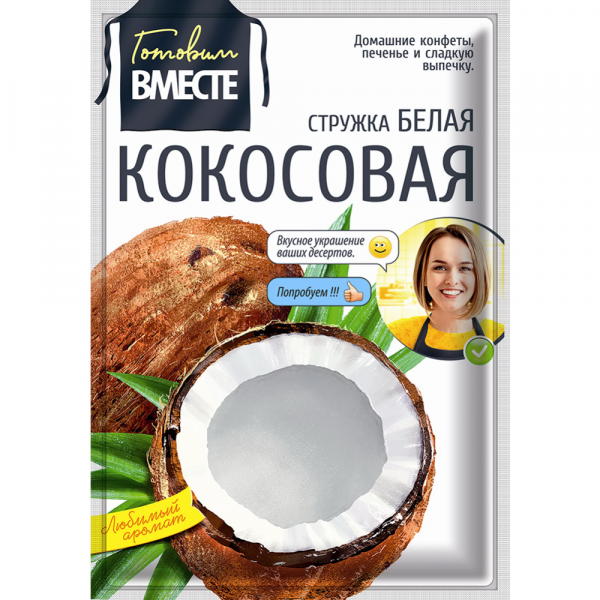 Готовим
ВМЕСТЕ
Домашние конфеты,
печенье и сладкую
выпечку.
СТРУЖКА БЕЛАЯ
КОКОСОВАЯ
Вкусное украшение
ваших десертов.
Попробуем !!!
Любимый
аромат